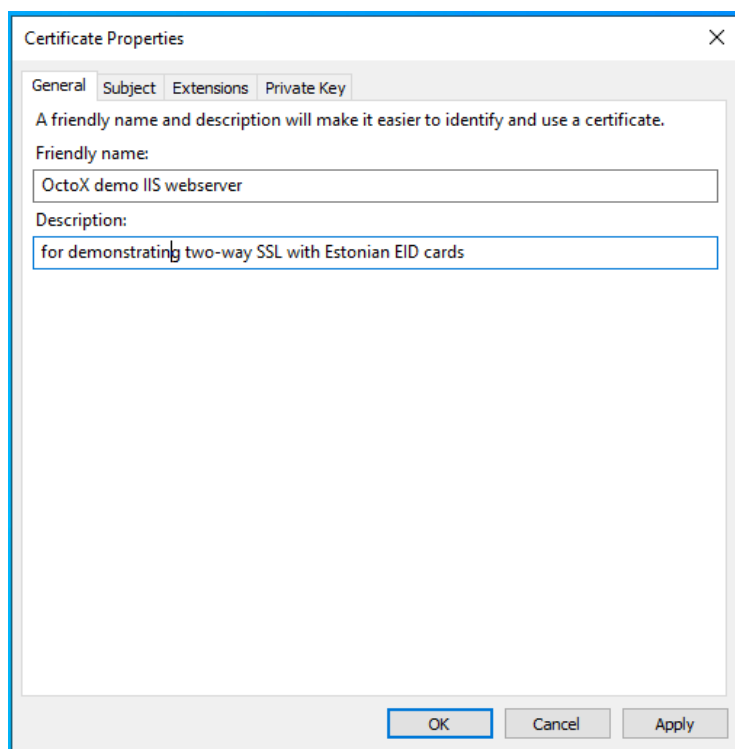 Certificate Properties
General Subject Extensions Private Key
A friendly name and description will make it easier to identify and use a certificate.
Friendly name:
OctoX demo IIS webserver
Description:
for demonstrating two-way SSL with Estonian EID cards
OK Cancel Apply